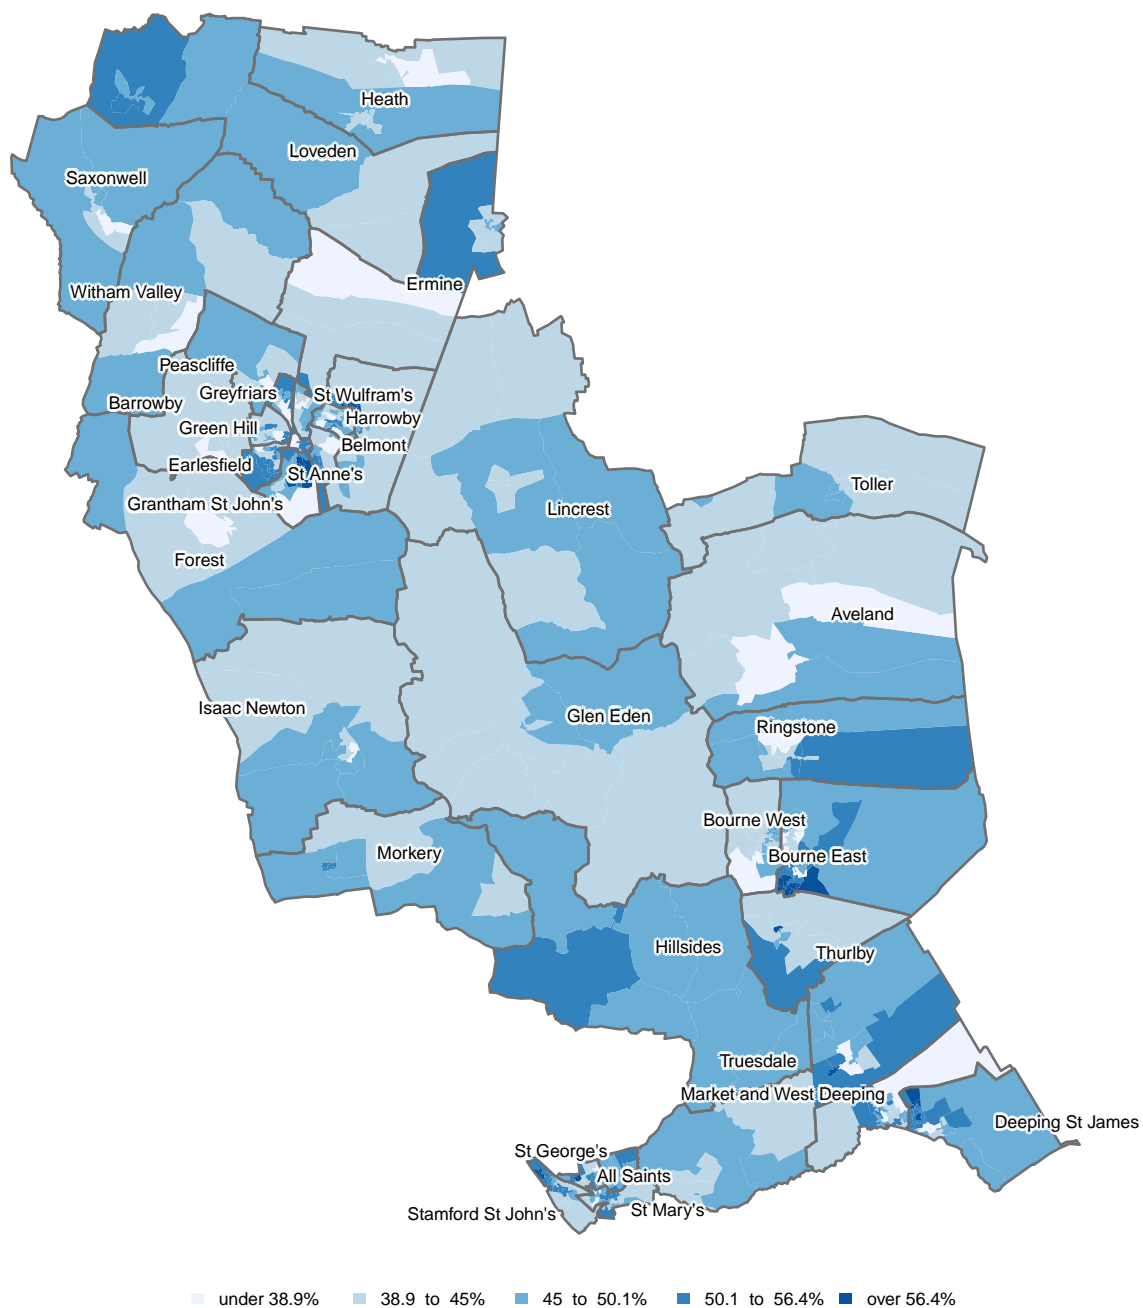 Heath
Loveden
Saxonwell
Ermine
Witham Valley
Peascliffe
Greyfriars
St Wulfram's
Barrowby
Harrowby
Green Hill
Belmont
Earlesfield
St Anne's
Toller
Grantham St John's
Lincrest
Forest
Aveland
Isaac Newton
Glen Eden
Ringstone
Bourne West
Morkery
Bourne East
Hillsides
Thurlby
Truesdale
Market and West Deeping
Deeping St James
St George's
All Saints
Stamford St John's
St Mary's
under 38.9%
38.9 to 45%
45 to 50.1%
50.1 to 56.4%
over 56.4%